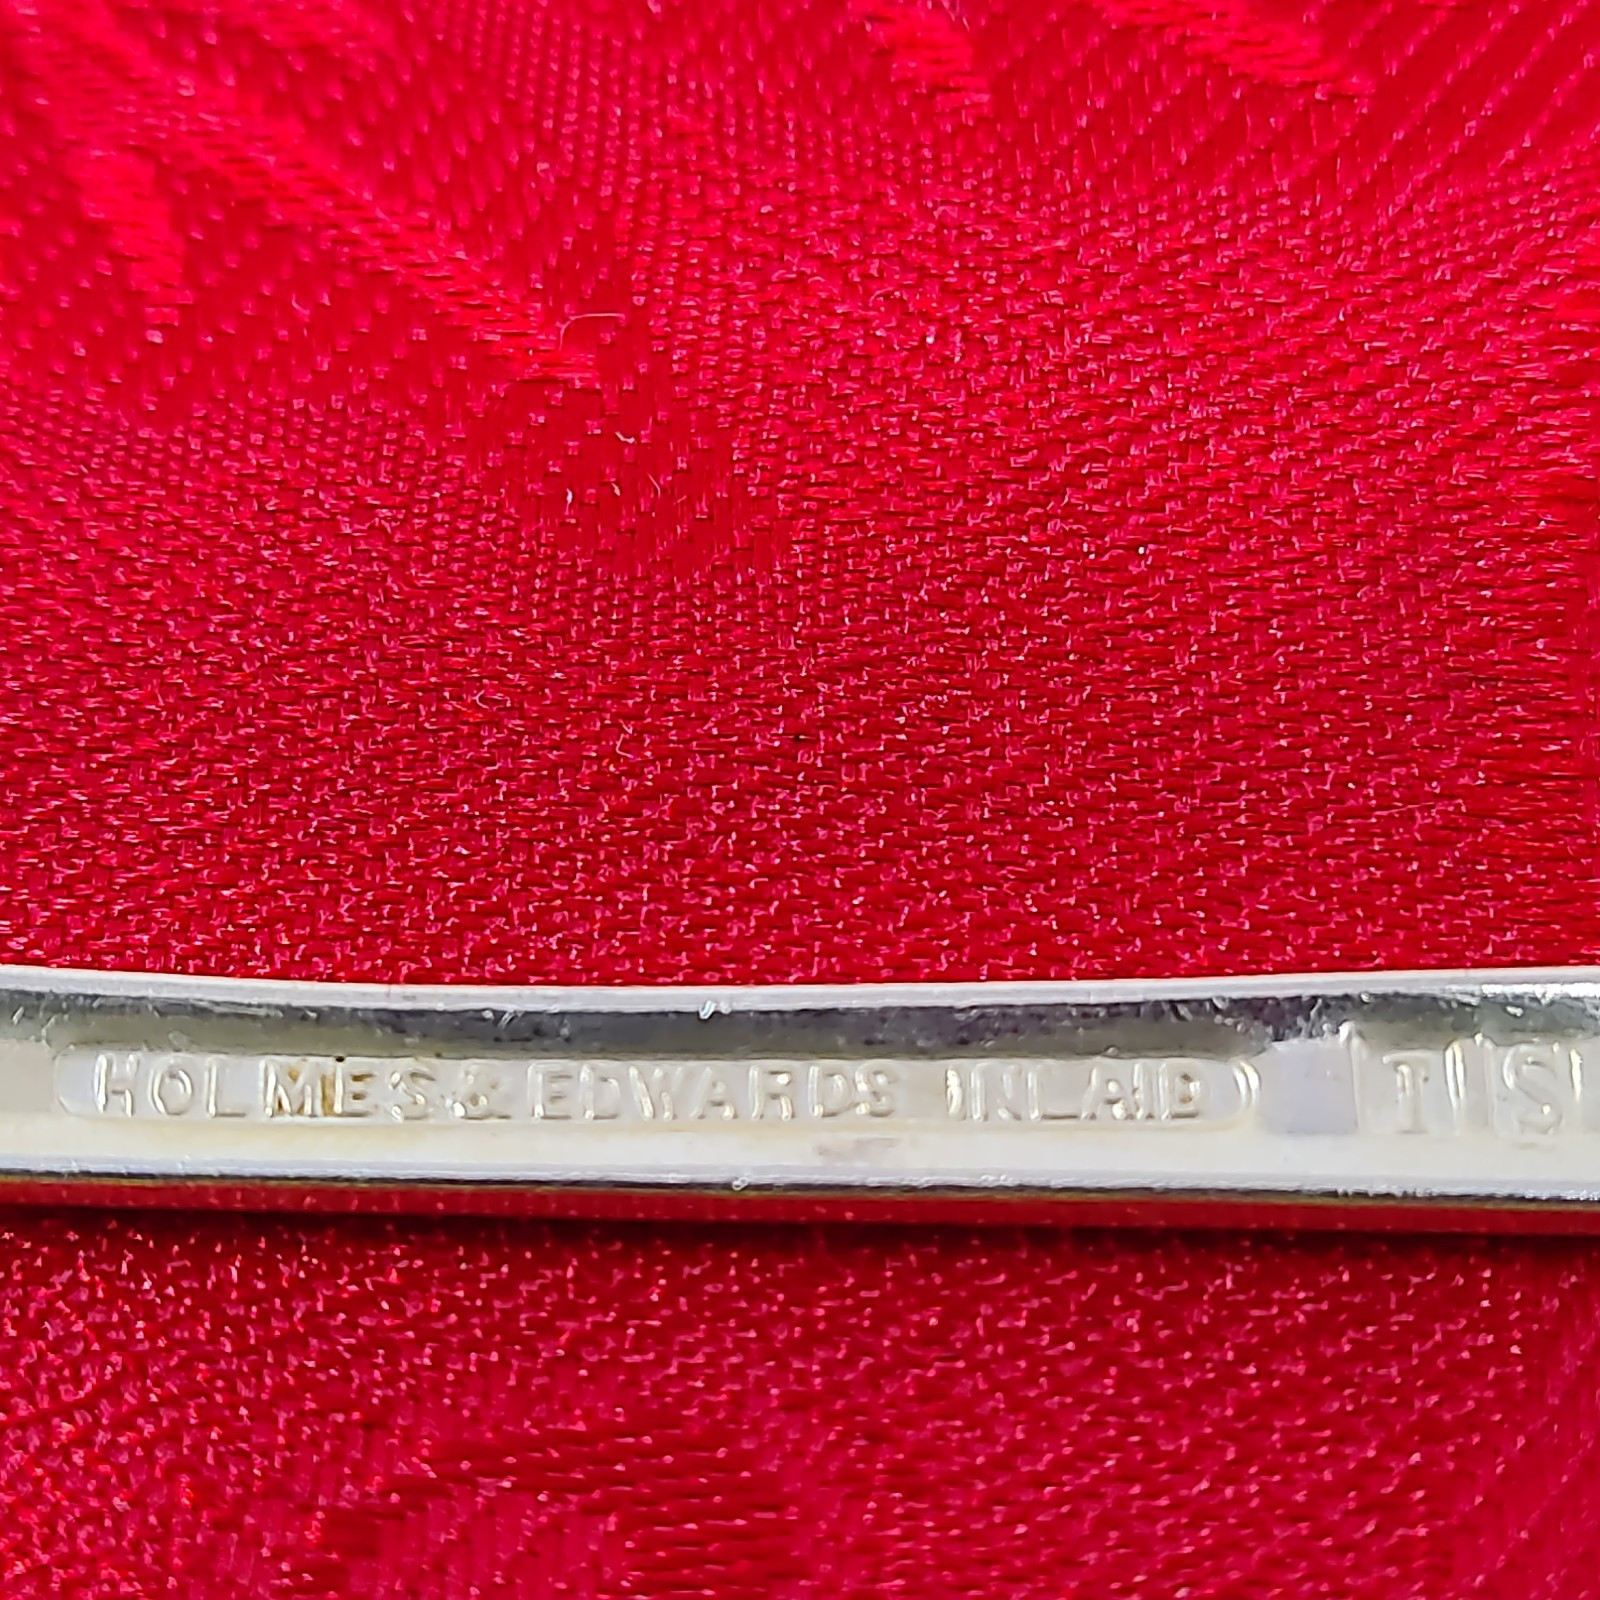 HOLMES & EDWARDS INLAID I S